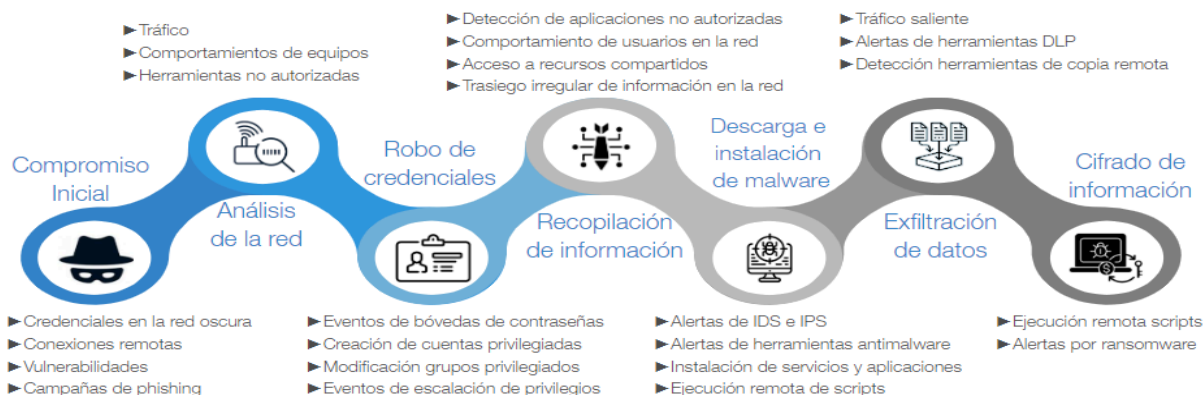 ► Tráfico
► Comportamientos de equipos
► Herramientas no autorizadas
► Detección de aplicaciones no autorizadas
► Comportamiento de usuarios en la red
► Acceso a recursos compartidos
► Trasiego irregular de información en la red
► Tráfico saliente
► Alertas de herramientas DLP
► Detección herramientas de copia remota
Compromiso
Inicial
Análisis
de la red
Robo de
credenciales
Recopilación
de información
Descarga e
instalación
de malware
Exfiltración
de datos
Cifrado de
información
► Credenciales en la red oscura
► Conexiones remotas
► Vulnerabilidades
► Campañas de phishing
► Eventos de bóvedas de contraseñas
► Creación de cuentas privilegiadas
► Modificación grupos privilegiados
► Eventos de escalación de privilegios
► Alertas de IDS e IPS
► Alertas de herramientas antimalware
► Instalación de servicios y aplicaciones
► Ejecución remota de scripts
► Ejecución remota scripts
► Alertas por ransomware